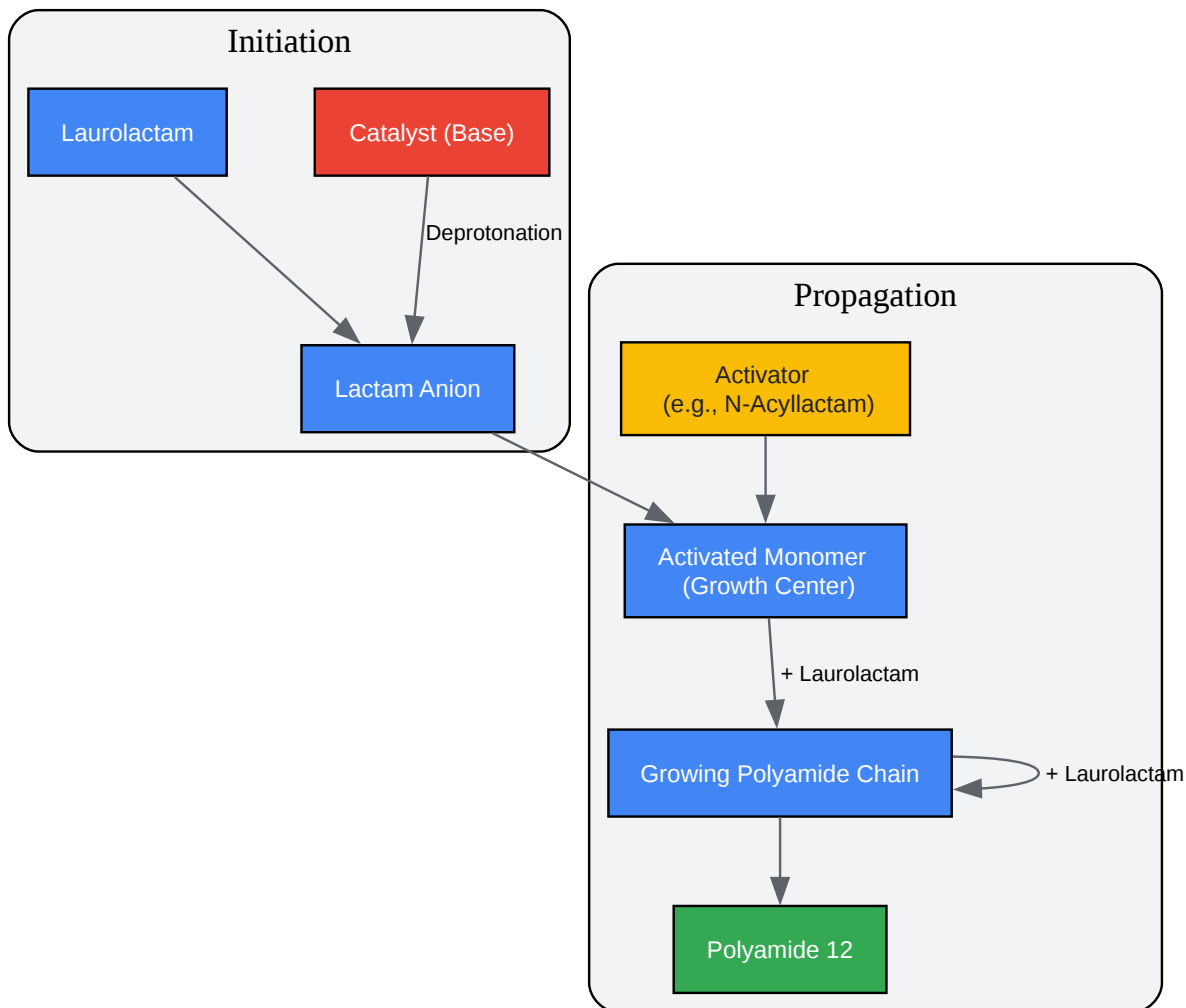 Initiation
Laurolactam
Catalyst (Base)
Deprotonation
Lactam Anion
Propagation
Activator
(e.g., N-Acyllactam)
Activated Monomer
(Growth Center)
+ Laurolactam
Growing Polyamide Chain
+ Laurolactam
Polyamide 12